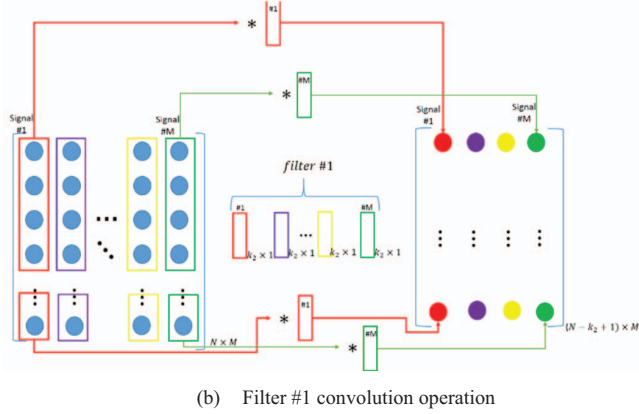 * #1
* #M
Signal #1
Signal #M
Signal #1
Signal #M
filter #1
#1
#M
k₂ × 1
k₂ × 1
k₂ × 1
k₂ × 1
* #1
N × M
* #M
(N − k₂ + 1) × M
(b) Filter #1 convolution operation